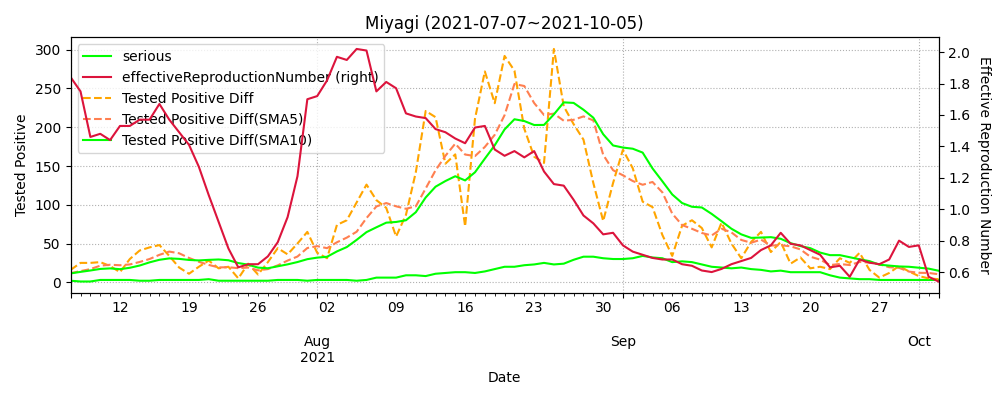 Miyagi (2021-07-07~2021-10-05)
serious
effectiveReproductionNumber (right)
Tested Positive Diff
Tested Positive Diff(SMA5)
Tested Positive Diff(SMA10)
Tested Positive
300
250
200
150
100
50
0
2.0
1.8
1.6
1.4
1.2
1.0
0.8
0.6
Effective Reproduction Number
12 19 26 02 09 16 23 30 06 13 20 27
Aug Sep Oct
2021
Date